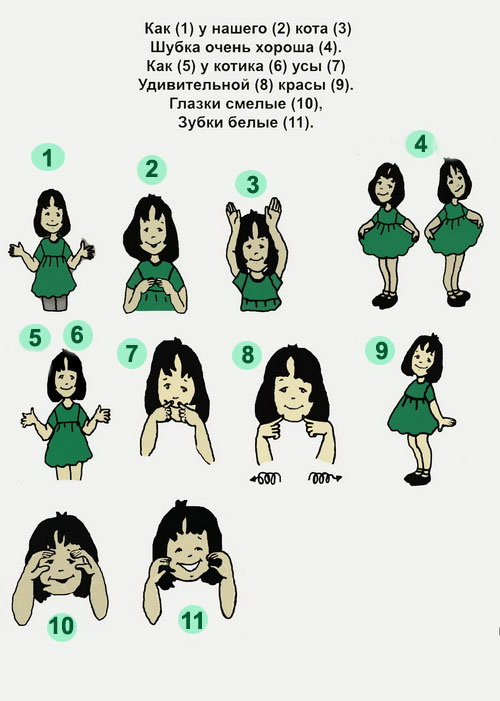 Как (1) у нашего (2) кота (3)
Шубка очень хороша (4).
Как (5) у котика (6) усы (7)
Удивительной (8) красы (9).
Глазки смелые (10),
Зубки белые (11).
1
2
3
4
5
6
7
8
9
10
11